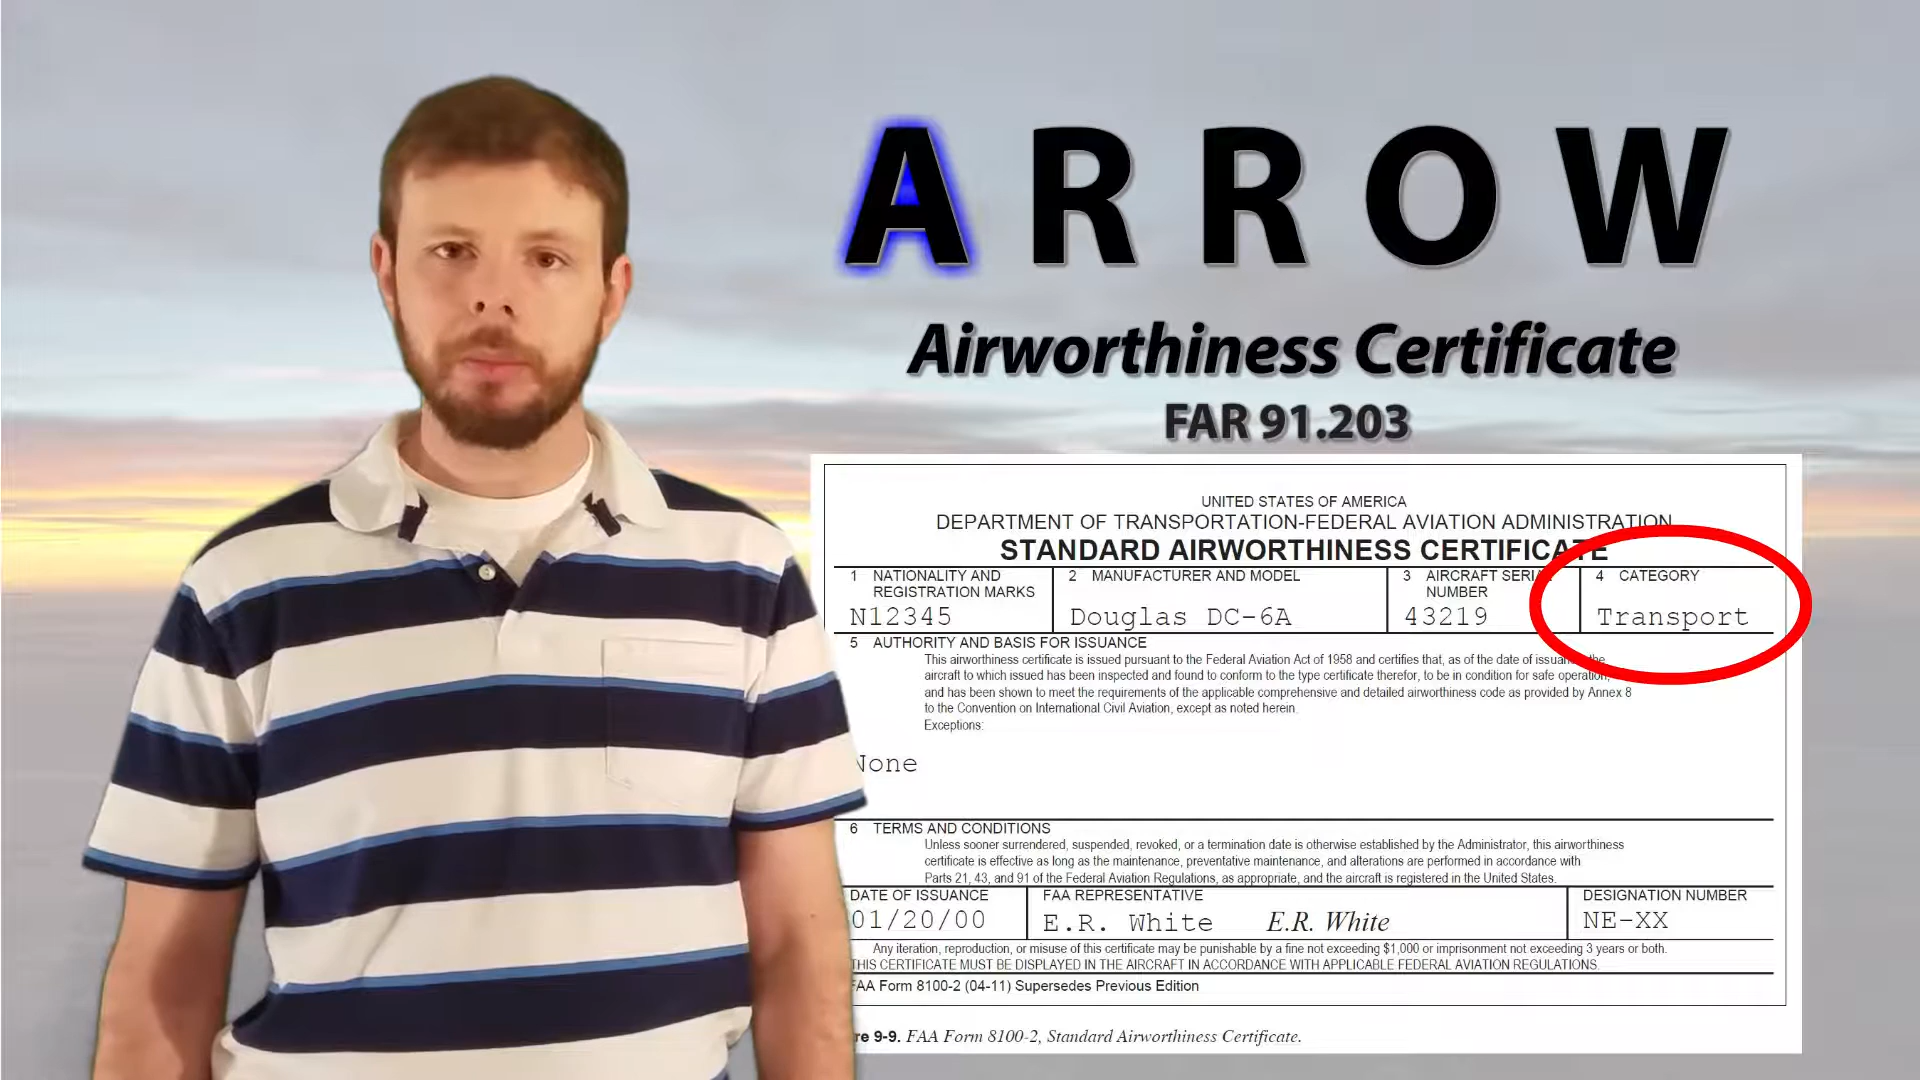 A R R O W
Airworthiness Certificate
FAR 91.203
UNITED STATES OF AMERICA
DEPARTMENT OF TRANSPORTATION-FEDERAL AVIATION ADMINISTRATION
STANDARD AIRWORTHINESS CERTIFICATE
1 NATIONALITY AND REGISTRATION MARKS
N12345
2 MANUFACTURER AND MODEL
Douglas DC-6A
3 AIRCRAFT SERIAL NUMBER
43219
4 CATEGORY
Transport
5 AUTHORITY AND BASIS FOR ISSUANCE
This airworthiness certificate is issued pursuant to the Federal Aviation Act of 1958 and certifies that, as of the date of issuance, the
aircraft to which issued has been inspected and found to conform to the type certificate therefor, to be in condition for safe operation,
and has been shown to meet the requirements of the applicable comprehensive and detailed airworthiness code as provided by Annex 8
to the Convention on International Civil Aviation, except as noted herein.
Exceptions:
None
6 TERMS AND CONDITIONS
Unless sooner surrendered, suspended, revoked, or a termination date is otherwise established by the Administrator, this airworthiness
certificate is effective as long as the maintenance, preventative maintenance, and alterations are performed in accordance with
Parts 21, 43, and 91 of the Federal Aviation Regulations, as appropriate, and the aircraft is registered in the United States.
DATE OF ISSUANCE
01/20/00
FAA REPRESENTATIVE
E.R. White E.R. White
DESIGNATION NUMBER
NE-XX
Any iteration, reproduction, or misuse of this certificate may be punishable by a fine not exceeding $1,000 or imprisonment not exceeding 3 years or both.
THIS CERTIFICATE MUST BE DISPLAYED IN THE AIRCRAFT IN ACCORDANCE WITH APPLICABLE FEDERAL AVIATION REGULATIONS.
FAA Form 8100-2 (04-11) Supersedes Previous Edition
re 9-9. FAA Form 8100-2, Standard Airworthiness Certificate.